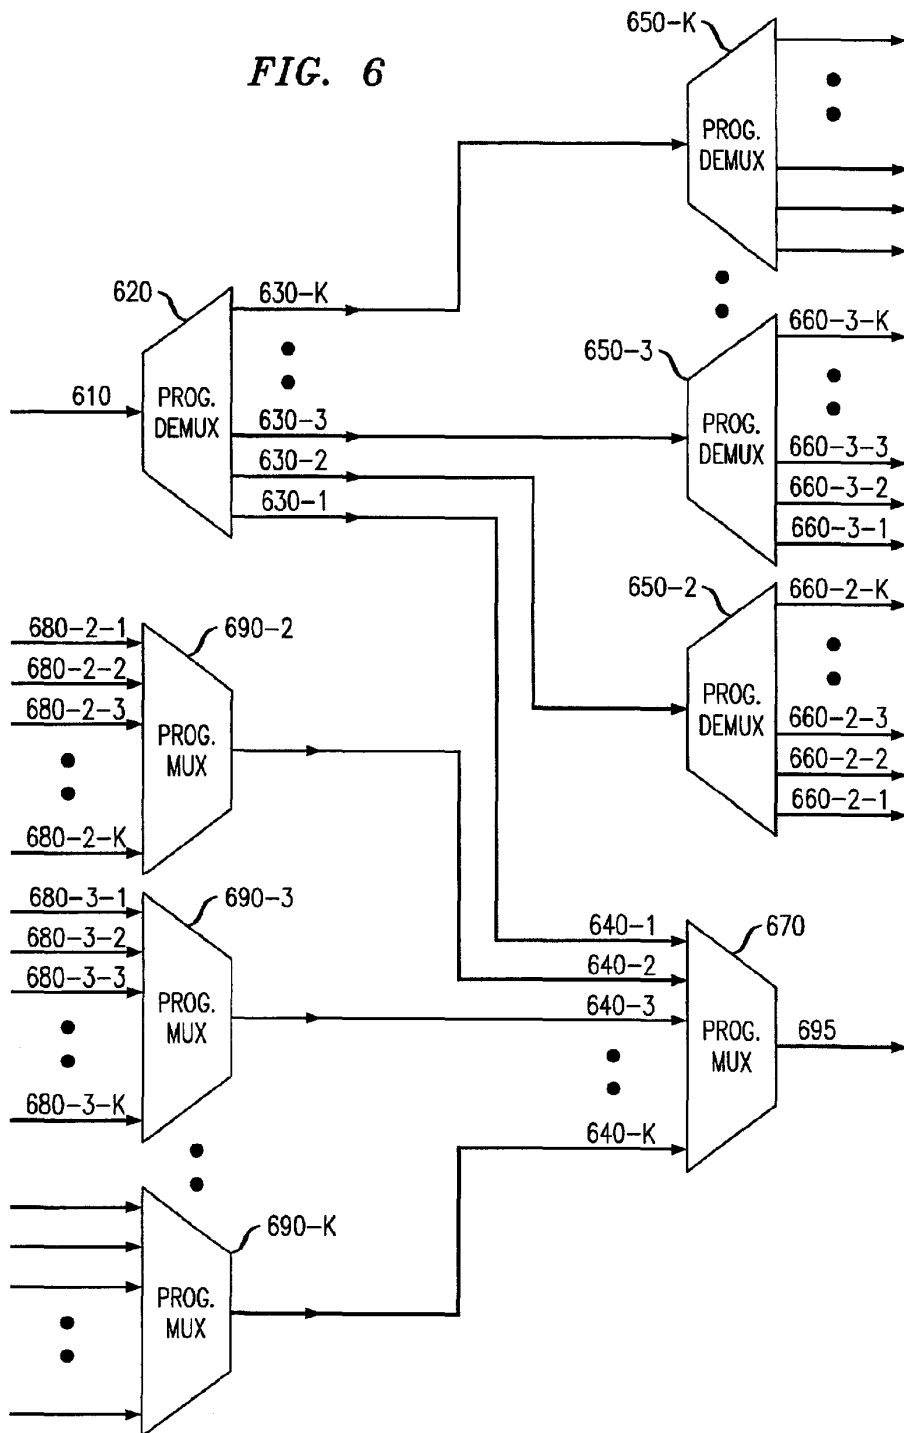 FIG. 6
650-K
PROG.
DEMUX
620
630-K
610
PROG.
DEMUX
630-3
630-2
630-1
650-3
PROG.
DEMUX
660-3-K
660-3-3
660-3-2
660-3-1
650-2
PROG.
DEMUX
660-2-K
660-2-3
660-2-2
660-2-1
680-2-1
680-2-2
680-2-3
680-2-K
690-2
PROG.
MUX
680-3-1
680-3-2
680-3-3
680-3-K
690-3
PROG.
MUX
640-1
640-2
640-3
640-K
670
PROG.
MUX
695
690-K
PROG.
MUX